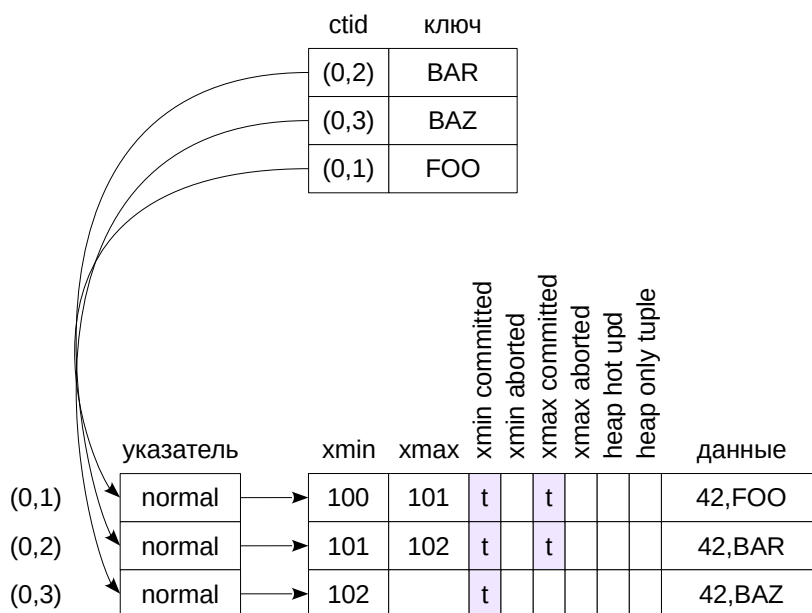 ctid ключ
(0,2) BAR
(0,3) BAZ
(0,1) FOO
xmin committed
xmin aborted
xmax committed
xmax aborted
heap hot upd
heap only tuple
указатель xmin xmax данные
(0,1) normal 100 101 t t 42,FOO
(0,2) normal 101 102 t t 42,BAR
(0,3) normal 102 t 42,BAZ